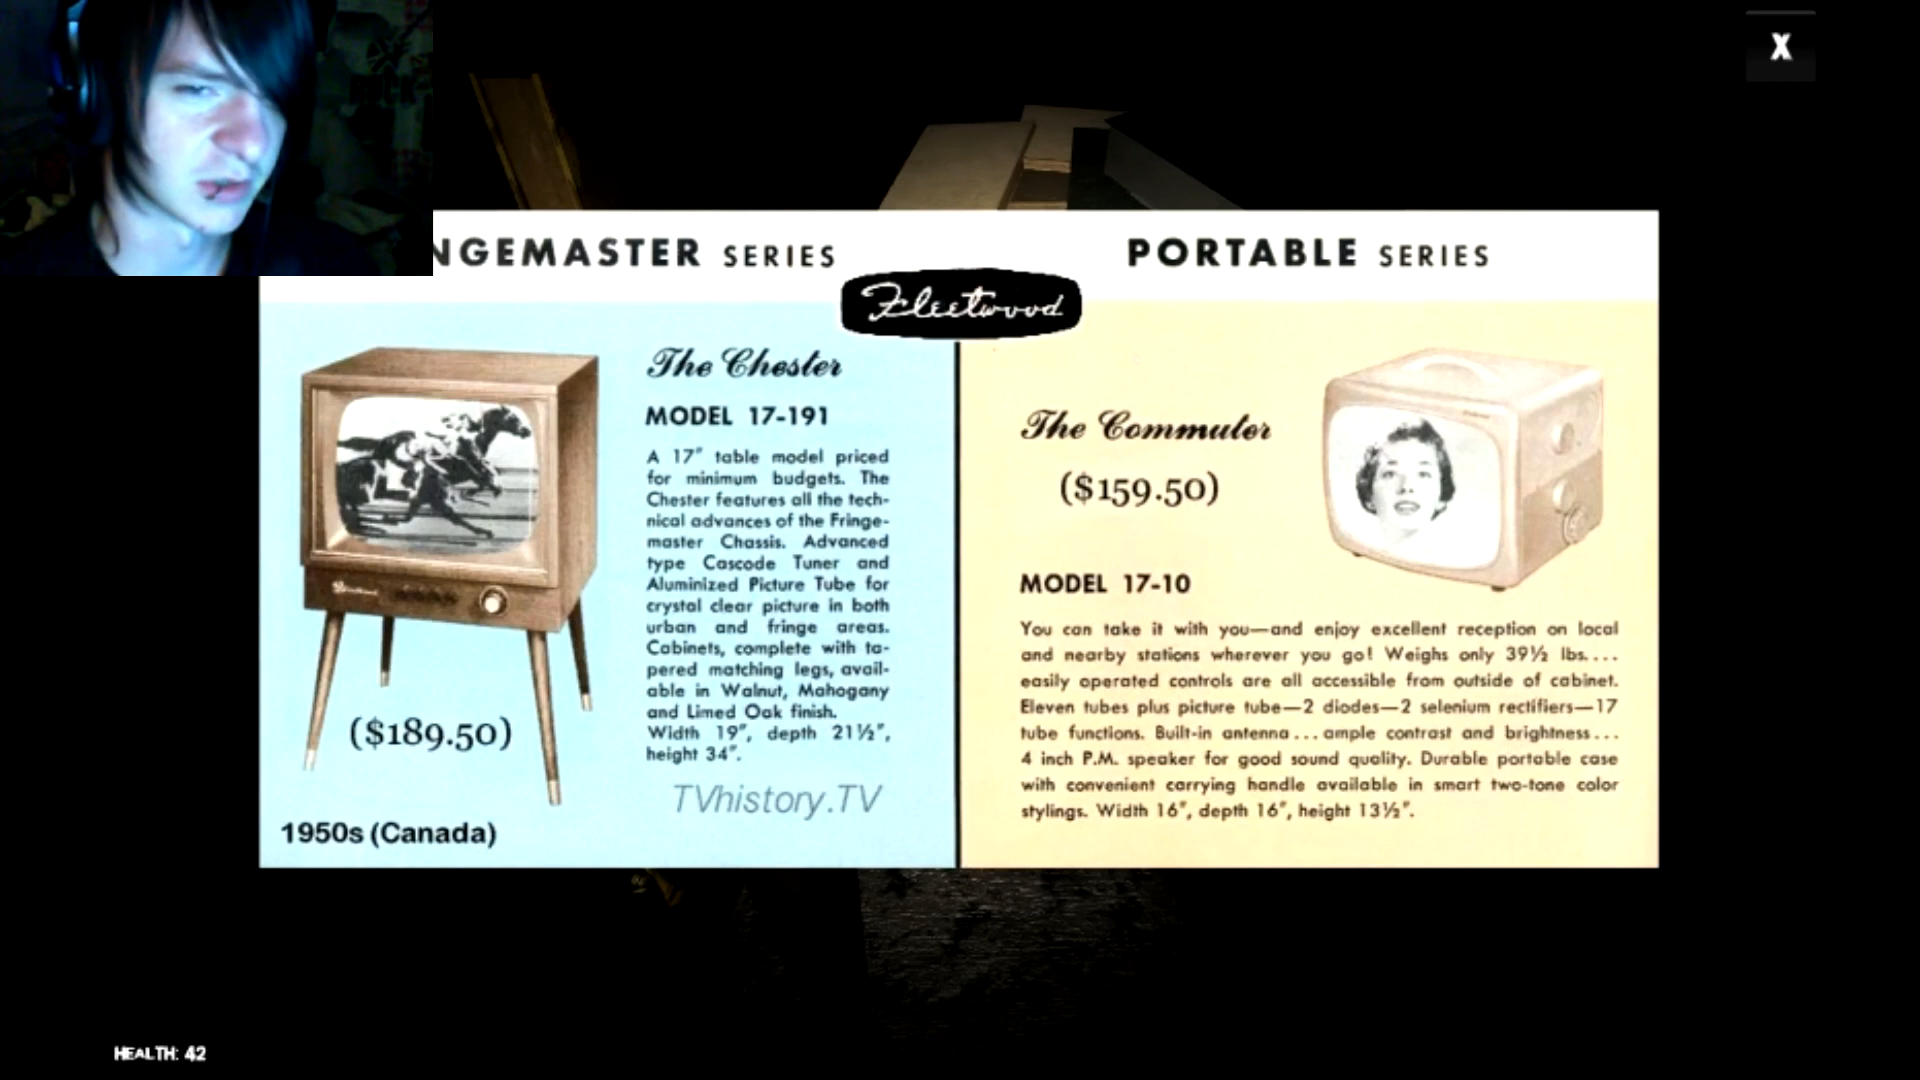 X
NGEMASTER SERIES
PORTABLE SERIES
Fleetwood
The Chester
MODEL 17-191
A 17" table model priced
for minimum budgets. The
Chester features all the tech-
nical advances of the Fringe-
master Chassis. Advanced
type Cascode Tuner and
Aluminized Picture Tube for
crystal clear picture in both
urban and fringe areas.
Cabinets, complete with ta-
pered matching legs, avail-
able in Walnut, Mahogany
and Limed Oak finish.
Width 19", depth 21½",
height 34".
($189.50)
TVhistory.TV
1950s (Canada)
The Commuter
($159.50)
MODEL 17-10
You can take it with you—and enjoy excellent reception on local
and nearby stations wherever you go! Weighs only 39½ lbs....
easily operated controls are all accessible from outside of cabinet.
Eleven tubes plus picture tube—2 diodes—2 selenium rectifiers—17
tube functions. Built-in antenna...ample contrast and brightness...
4 inch P.M. speaker for good sound quality. Durable portable case
with convenient carrying handle available in smart two-tone color
stylings. Width 16", depth 16", height 13½".
HEALTH: 42